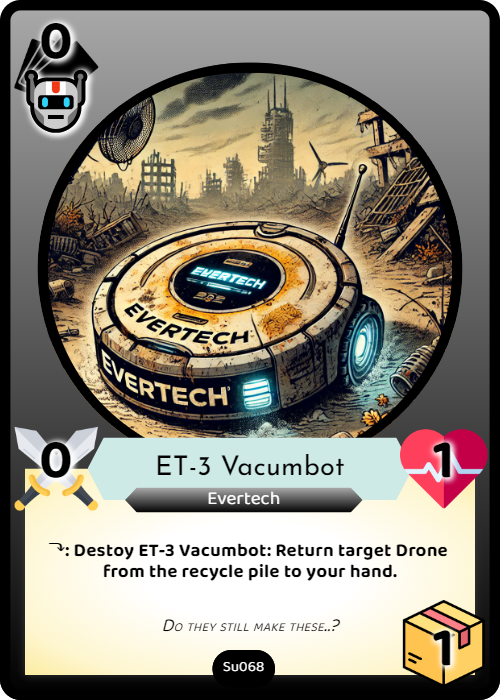 0
EVERTECH
EVERTECH
EVERTECH
0
ET-3 Vacumbot
1
Evertech
⤵: Destoy ET-3 Vacumbot: Return target Drone
from the recycle pile to your hand.
Do they still make these..?
1
Su068